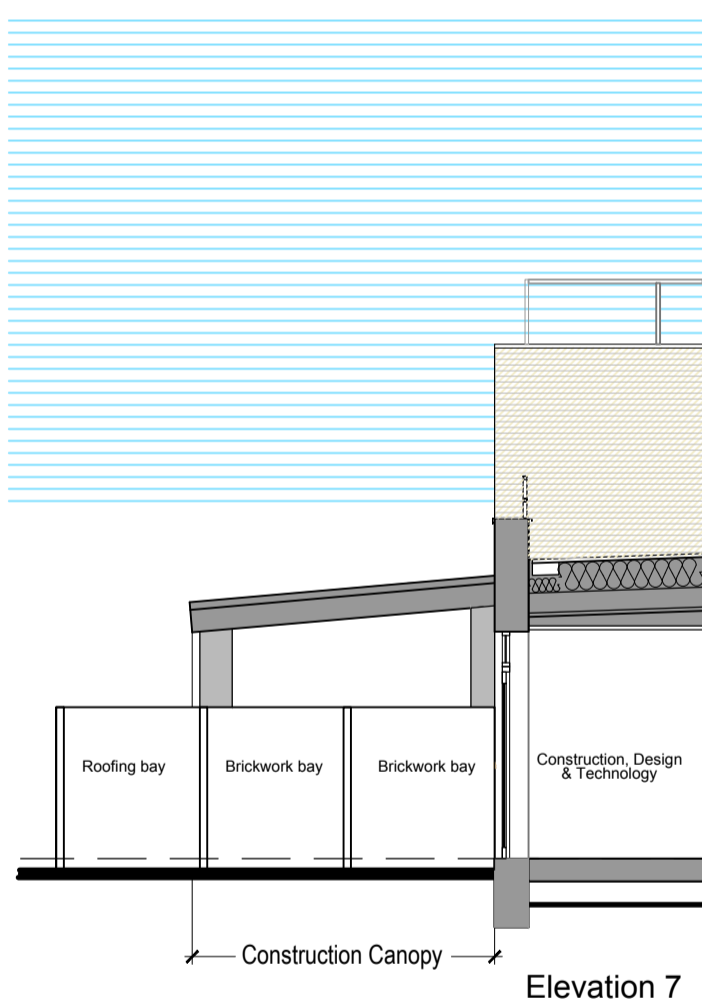 Roofing bay
Brickwork bay
Brickwork bay
Construction, Design
& Technology
Construction Canopy
Elevation 7